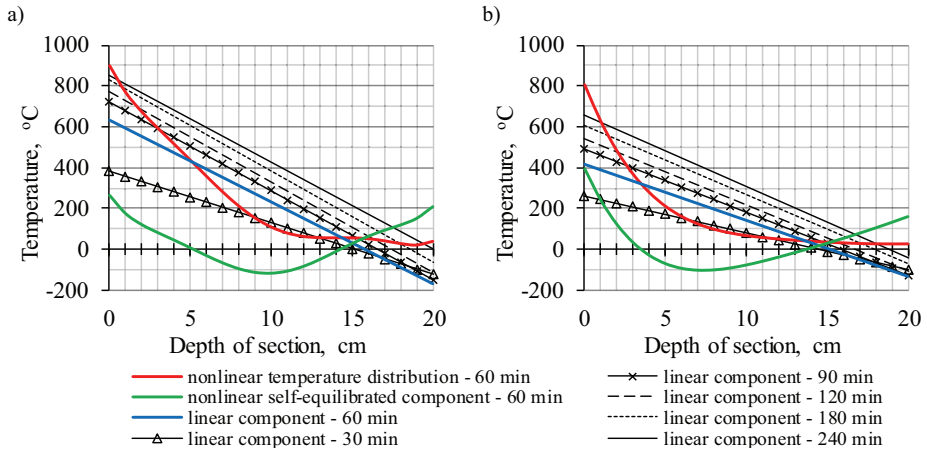 a)
b)
1000
800
600
400
200
0
-200
Temperature, °C
0 5 10 15 20
Depth of section, cm
1000
800
600
400
200
0
-200
Temperature, °C
0 5 10 15 20
Depth of section, cm
nonlinear temperature distribution - 60 min
nonlinear self-equilibrated component - 60 min
linear component - 60 min
linear component - 30 min
linear component - 90 min
linear component - 120 min
linear component - 180 min
linear component - 240 min